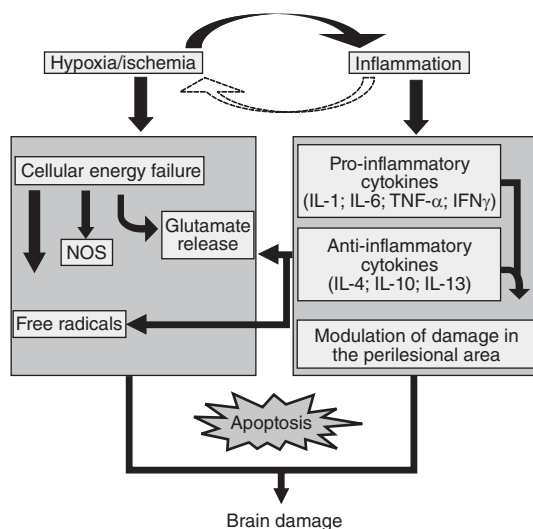 Hypoxia/ischemia
Inflammation
Cellular energy failure
NOS
Glutamate
release
Free radicals
Pro-inflammatory
cytokines
(IL-1; IL-6; TNF-α; IFNγ)
Anti-inflammatory
cytokines
(IL-4; IL-10; IL-13)
Modulation of damage in
the perilesional area
Apoptosis
Brain damage